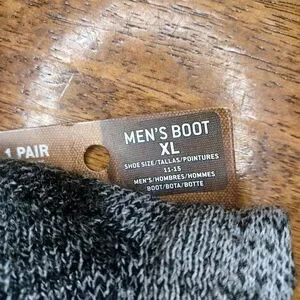 1 PAIR
MEN'S BOOT
XL
SHOE SIZE/TALLAS/POINTURES
11-15
MEN'S/HOMBRES/HOMMES
BOOT/BOTA/BOTTE